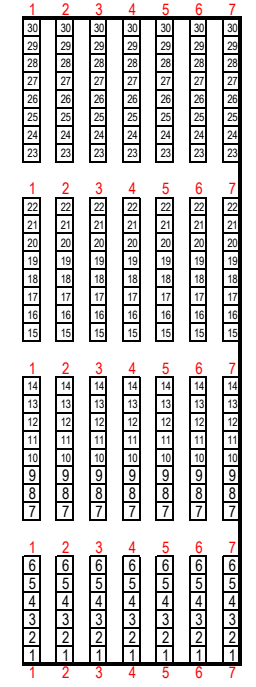 1 2 3 4 5 6 7
30 30 30 30 30 30 30
29 29 29 29 29 29 29
28 28 28 28 28 28 28
27 27 27 27 27 27 27
26 26 26 26 26 26 26
25 25 25 25 25 25 25
24 24 24 24 24 24 24
23 23 23 23 23 23 23
1 2 3 4 5 6 7
22 22 22 22 22 22 22
21 21 21 21 21 21 21
20 20 20 20 20 20 20
19 19 19 19 19 19 19
18 18 18 18 18 18 18
17 17 17 17 17 17 17
16 16 16 16 16 16 16
15 15 15 15 15 15 15
1 2 3 4 5 6 7
14 14 14 14 14 14 14
13 13 13 13 13 13 13
12 12 12 12 12 12 12
11 11 11 11 11 11 11
10 10 10 10 10 10 10
9 9 9 9 9 9 9
8 8 8 8 8 8 8
7 7 7 7 7 7 7
1 2 3 4 5 6 7
6 6 6 6 6 6 6
5 5 5 5 5 5 5
4 4 4 4 4 4 4
3 3 3 3 3 3 3
2 2 2 2 2 2 2
1 1 1 1 1 1 1
1 2 3 4 5 6 7